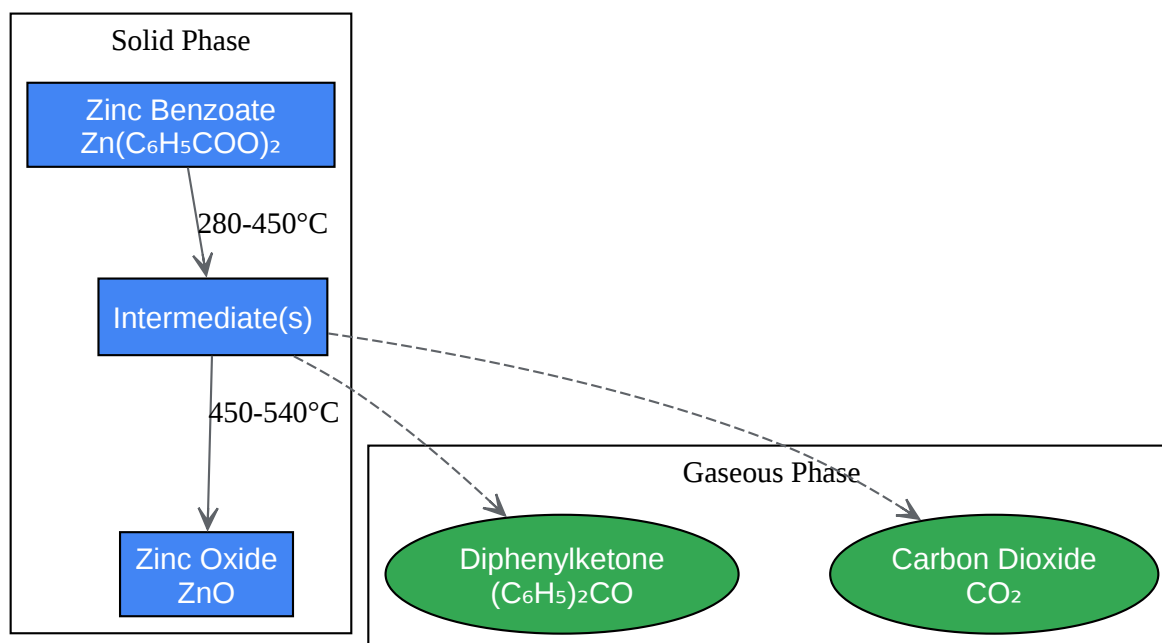 Solid Phase
Zinc Benzoate
Zn(C₆H₅COO)₂
280-450°C
Intermediate(s)
450-540°C
Gaseous Phase
Zinc Oxide
ZnO
Diphenylketone
(C₆H₅)₂CO
Carbon Dioxide
CO₂